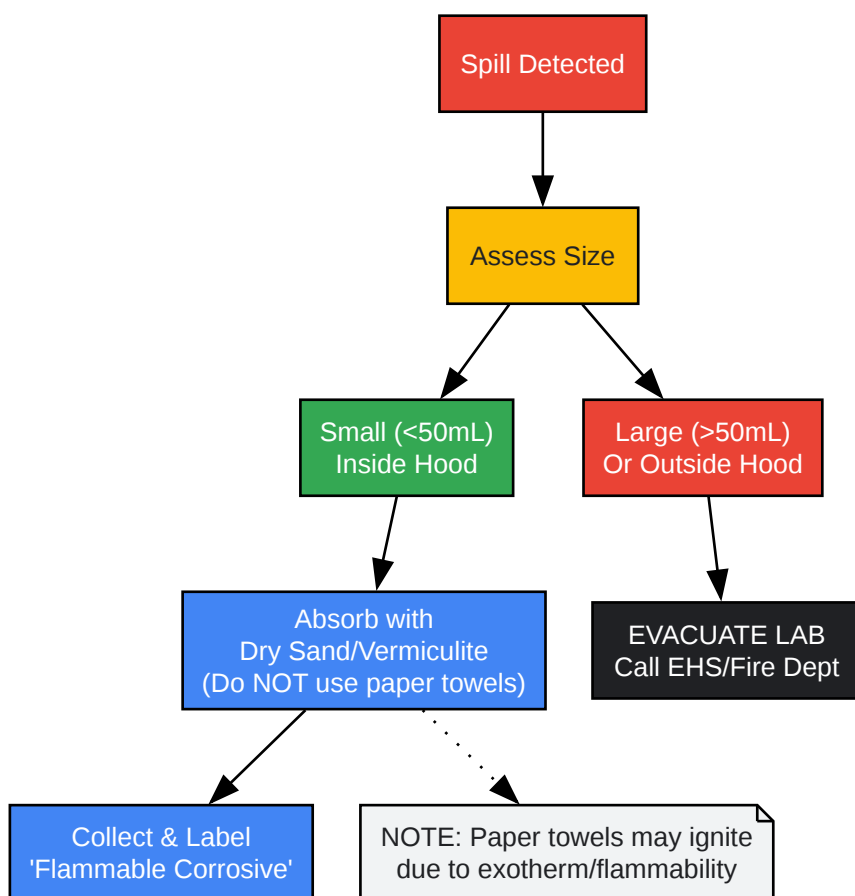 Spill Detected
Assess Size
Small (<50mL)
Inside Hood
Large (>50mL)
Or Outside Hood
Absorb with
Dry Sand/Vermiculite
(Do NOT use paper towels)
EVACUATE LAB
Call EHS/Fire Dept
Collect & Label
'Flammable Corrosive'
NOTE: Paper towels may ignite
due to exotherm/flammability